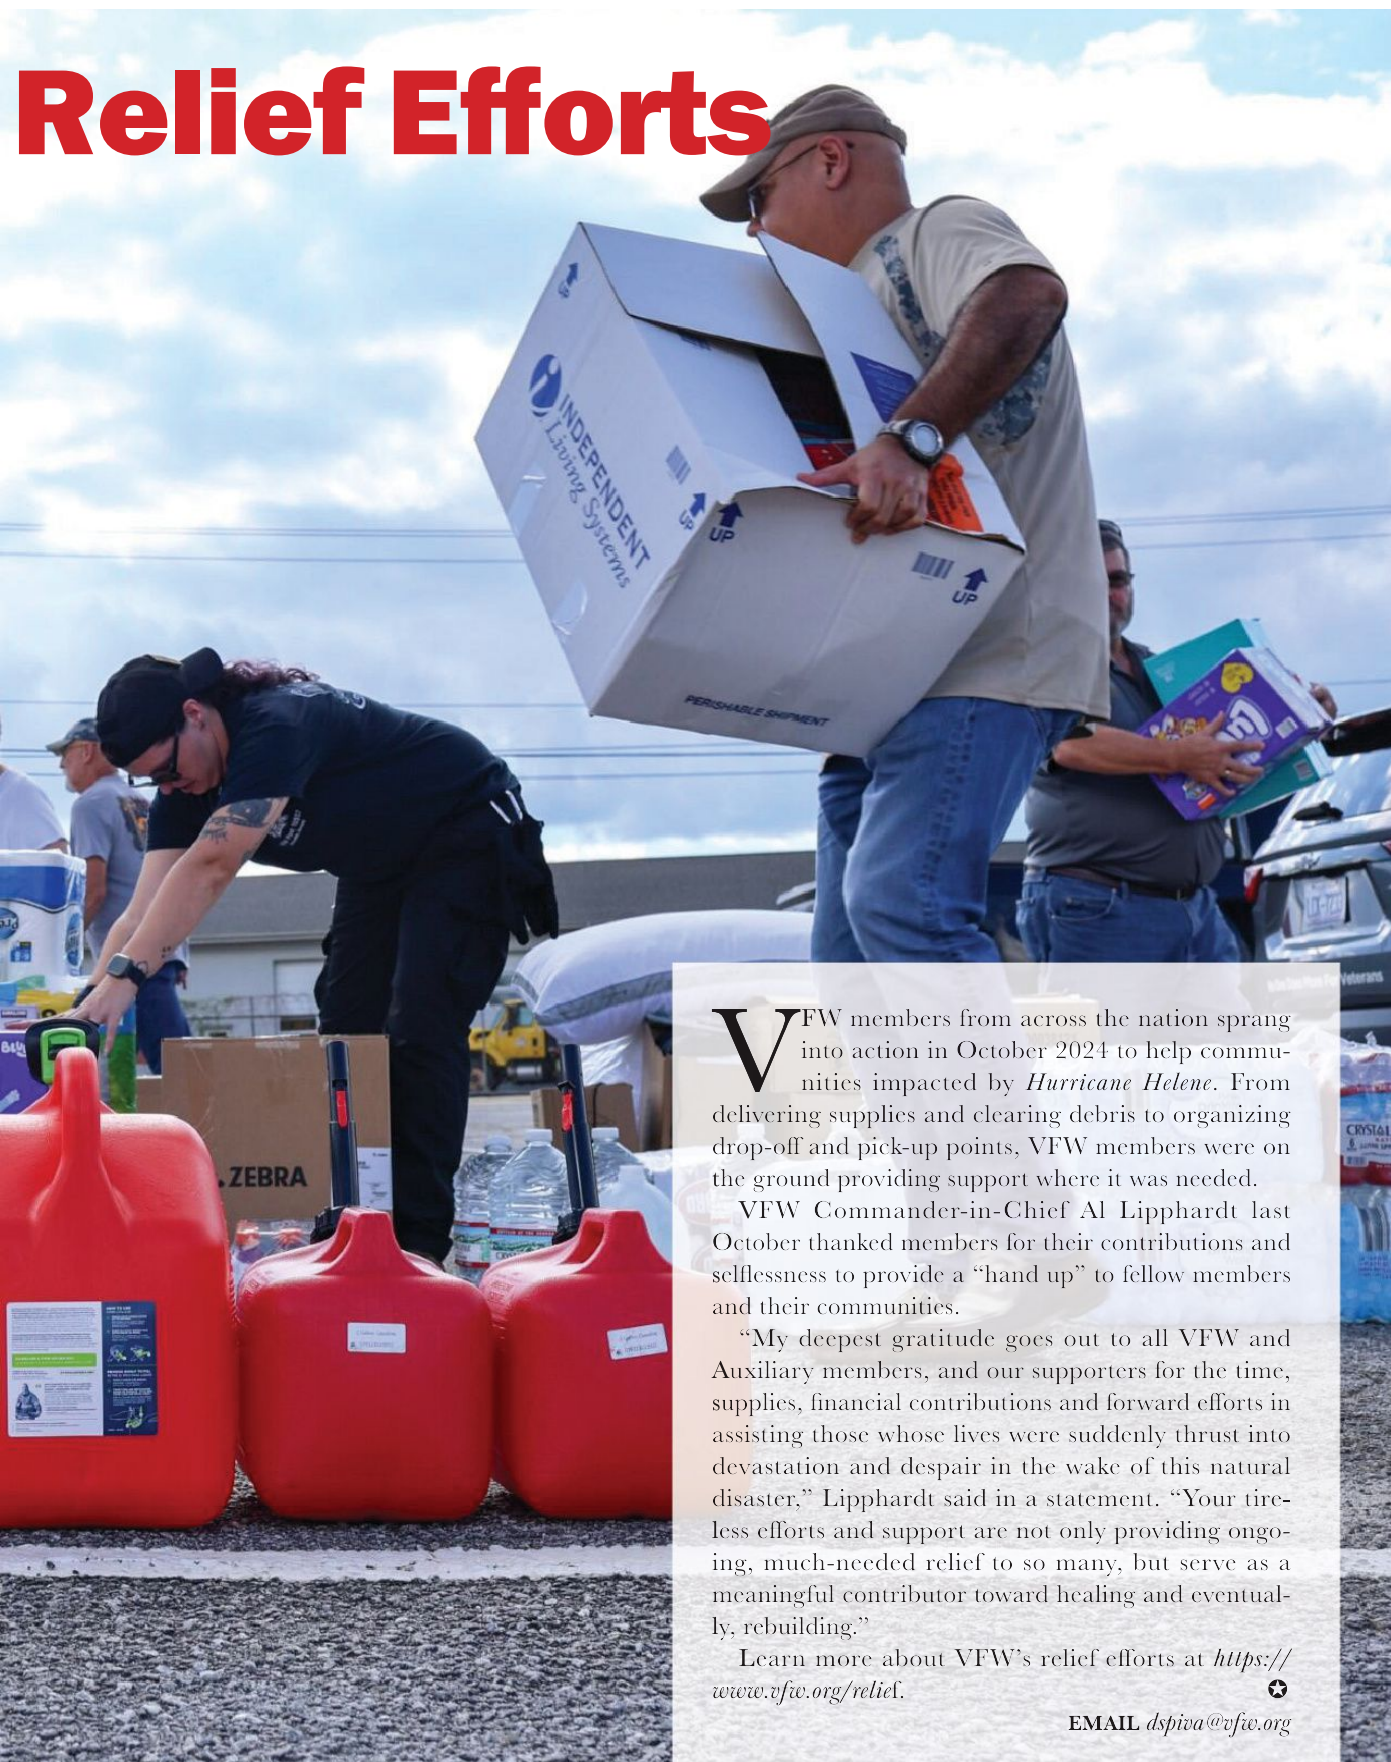 Relief Efforts
INDEPENDENT
Living Systems
UP
UP
UP
UP
PERISHABLE SHIPMENT
ZEBRA
CRYSTAL
VFW members from across the nation sprang
into action in October 2024 to help commu-
nities impacted by Hurricane Helene. From
delivering supplies and clearing debris to organizing
drop-off and pick-up points, VFW members were on
the ground providing support where it was needed.
VFW Commander-in-Chief Al Lipphardt last
October thanked members for their contributions and
selflessness to provide a “hand up” to fellow members
and their communities.
“My deepest gratitude goes out to all VFW and
Auxiliary members, and our supporters for the time,
supplies, financial contributions and forward efforts in
assisting those whose lives were suddenly thrust into
devastation and despair in the wake of this natural
disaster,” Lipphardt said in a statement. “Your tire-
less efforts and support are not only providing ongo-
ing, much-needed relief to so many, but serve as a
meaningful contributor toward healing and eventual-
ly, rebuilding.”
Learn more about VFW’s relief efforts at https://
www.vfw.org/relief.
EMAIL dspiva@vfw.org